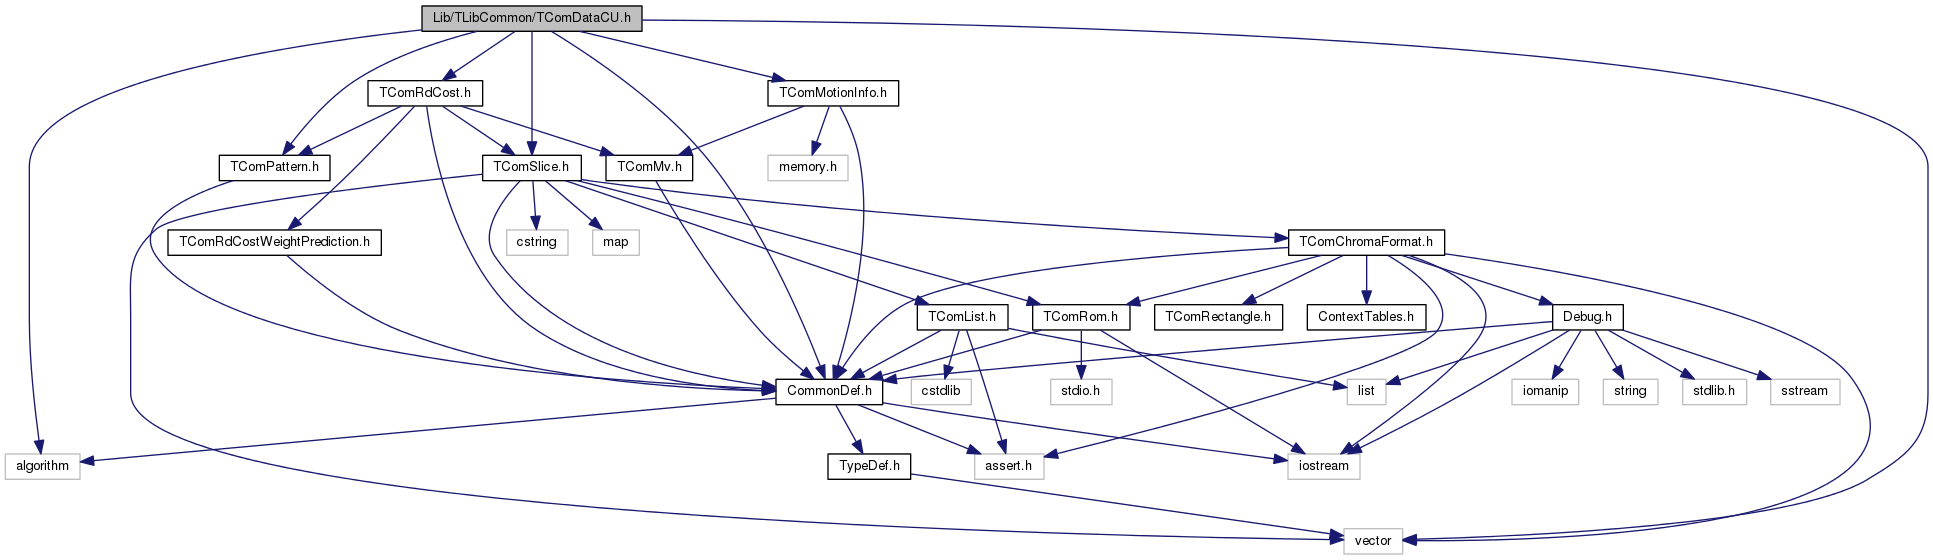 Lib/TLibCommon/TComDataCU.h
TComRdCost.h
TComMotionInfo.h
TComPattern.h
TComSlice.h
TComMv.h
memory.h
TComRdCostWeightPrediction.h
cstring
map
TComChromaFormat.h
TComList.h
TComRom.h
TComRectangle.h
ContextTables.h
Debug.h
CommonDef.h
cstdlib
stdio.h
list
iomanip
string
stdlib.h
sstream
algorithm
TypeDef.h
assert.h
iostream
vector